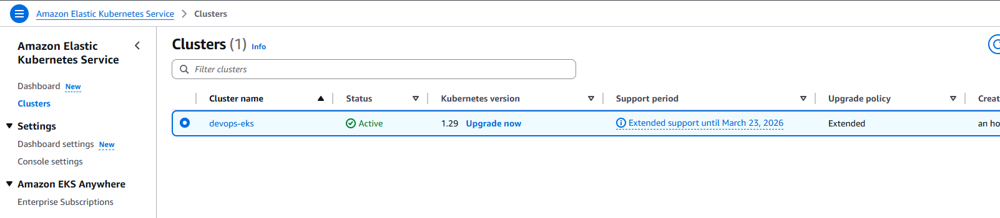 Amazon Elastic Kubernetes Service > Clusters
Amazon Elastic
Kubernetes Service
Dashboard New
Clusters
Settings
Dashboard settings New
Console settings
Amazon EKS Anywhere
Enterprise Subscriptions
Clusters (1) Info
Filter clusters
Cluster name Status Kubernetes version Support period Upgrade policy Creat
devops-eks Active 1.29 Upgrade now Extended support until March 23, 2026 Extended an ho